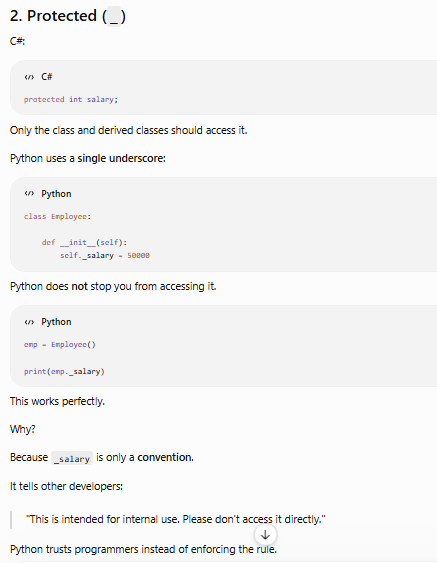 2. Protected (_)
C#:
</> C#
protected int salary;
Only the class and derived classes should access it.
Python uses a single underscore:
</> Python
class Employee:
def __init__(self):
self._salary = 50000
Python does not stop you from accessing it.
</> Python
emp = Employee()
print(emp._salary)
This works perfectly.
Why?
Because _salary is only a convention.
It tells other developers:
"This is intended for internal use. Please don't access it directly."
Python trusts programmers instead of enforcing the rule.